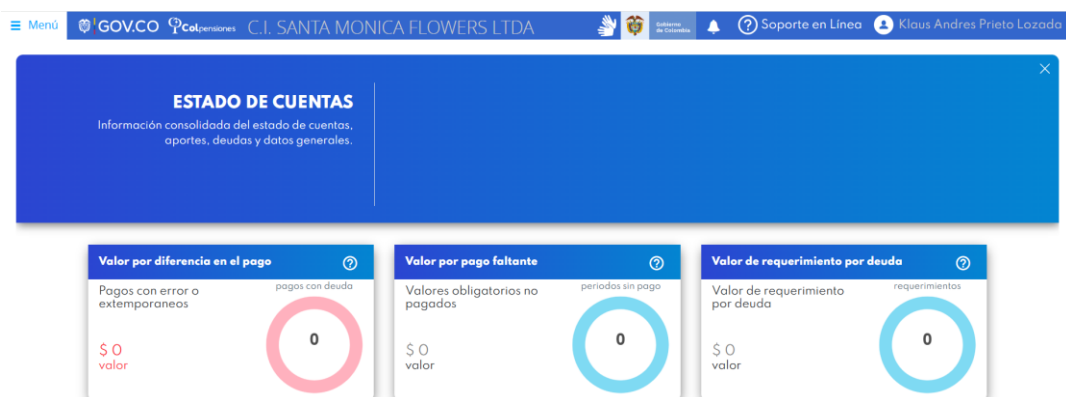 Menú GOV.CO Colpensiones C.I. SANTA MONICA FLOWERS LTDA Gobierno de Colombia Soporte en Línea Klaus Andres Prieto Lozada
ESTADO DE CUENTAS
Información consolidada del estado de cuentas,
aportes, deudas y datos generales.
Valor por diferencia en el pago
pagos con deuda
Pagos con error o
extemporaneos
0
$ 0
valor
Valor por pago faltante
periodos sin pago
Valores obligatorios no
pagados
0
$ 0
valor
Valor de requerimiento por deuda
requerimientos
Valor de requerimiento
por deuda
0
$ 0
valor